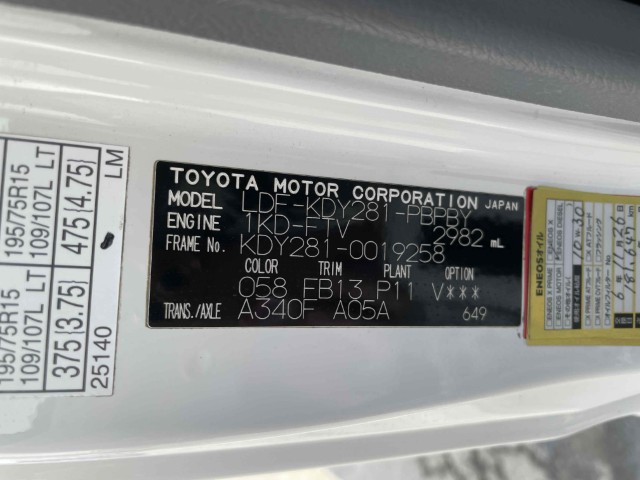 195/75R15
109/107L LT
375(3.75)
25140
195/75R15
109/107L LT
475(4.75)
LM
TOYOTA MOTOR CORPORATION JAPAN
MODEL LDF-KDY281-PBPBY
ENGINE 1KD-FTV 2982 mL
FRAME No. KDY281-0019258
COLOR TRIM PLANT OPTION
058 FB13 P11 V***
TRANS./AXLE A340F A05A 649
ENEOSオイル
10W-30